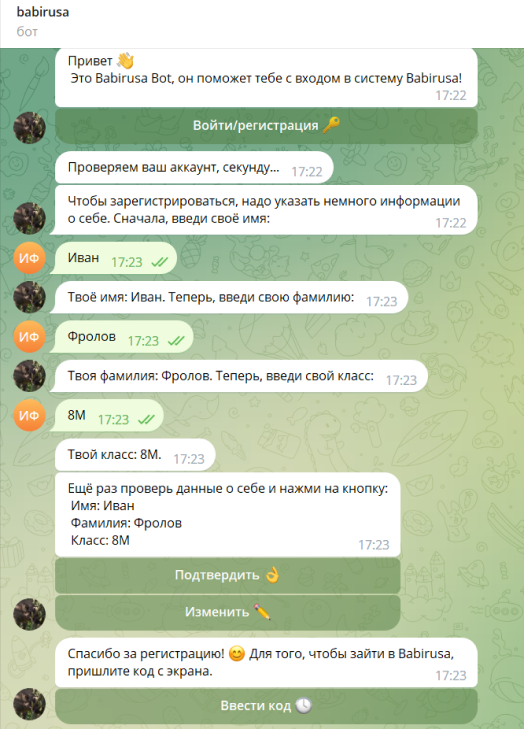 babirusa
бот
Привет 👋
Это Babirusa Bot, он поможет тебе с входом в систему Babirusa!
17:22
Войти/регистрация 🔑
Проверяем ваш аккаунт, секунду... 17:22
Чтобы зарегистрироваться, надо указать немного информации
о себе. Сначала, введи своё имя:
17:22
ИФ
Иван 17:23
Твоё имя: Иван. Теперь, введи свою фамилию: 17:23
ИФ
Фролов 17:23
Твоя фамилия: Фролов. Теперь, введи свой класс: 17:23
ИФ
8М 17:23
Твой класс: 8М. 17:23
Ещё раз проверь данные о себе и нажми на кнопку:
Имя: Иван
Фамилия: Фролов
Класс: 8М
17:23
Подтвердить 👌
Изменить ✏️
Спасибо за регистрацию! 😊 Для того, чтобы зайти в Babirusa,
пришлите код с экрана.
17:23
Ввести код 🕓